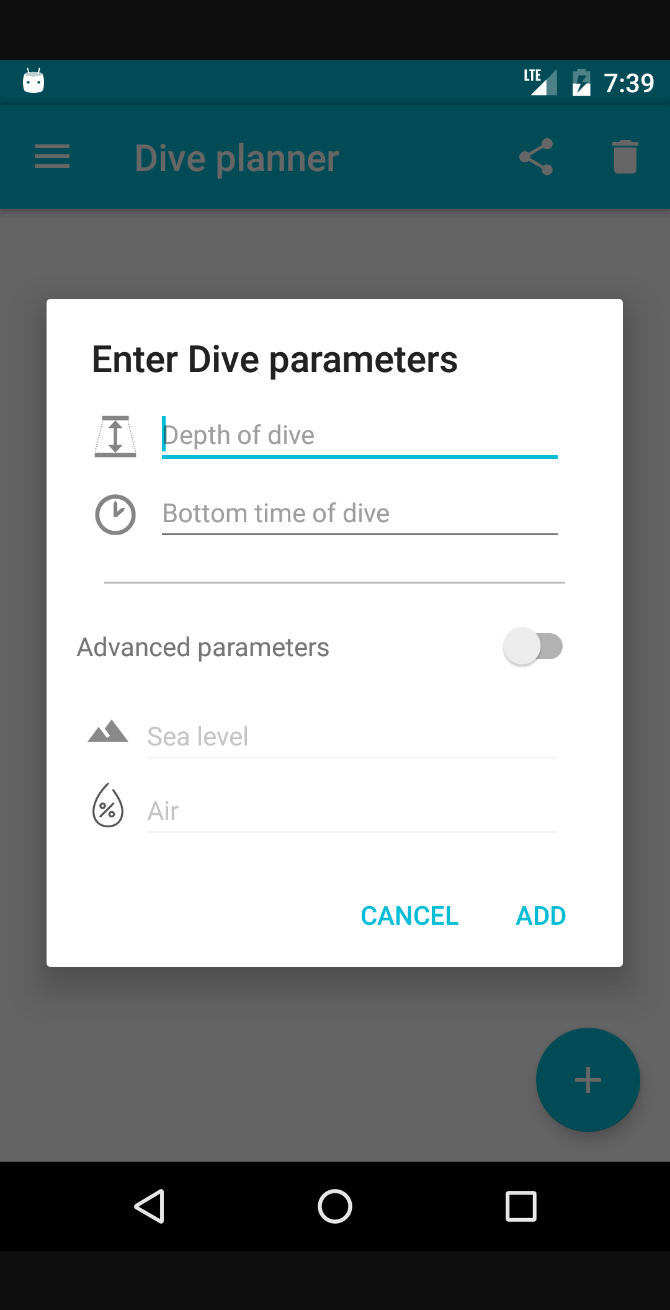 LTE 7:39
Dive planner
Enter Dive parameters
Depth of dive
Bottom time of dive
Advanced parameters
Sea level
%
Air
CANCEL ADD
+